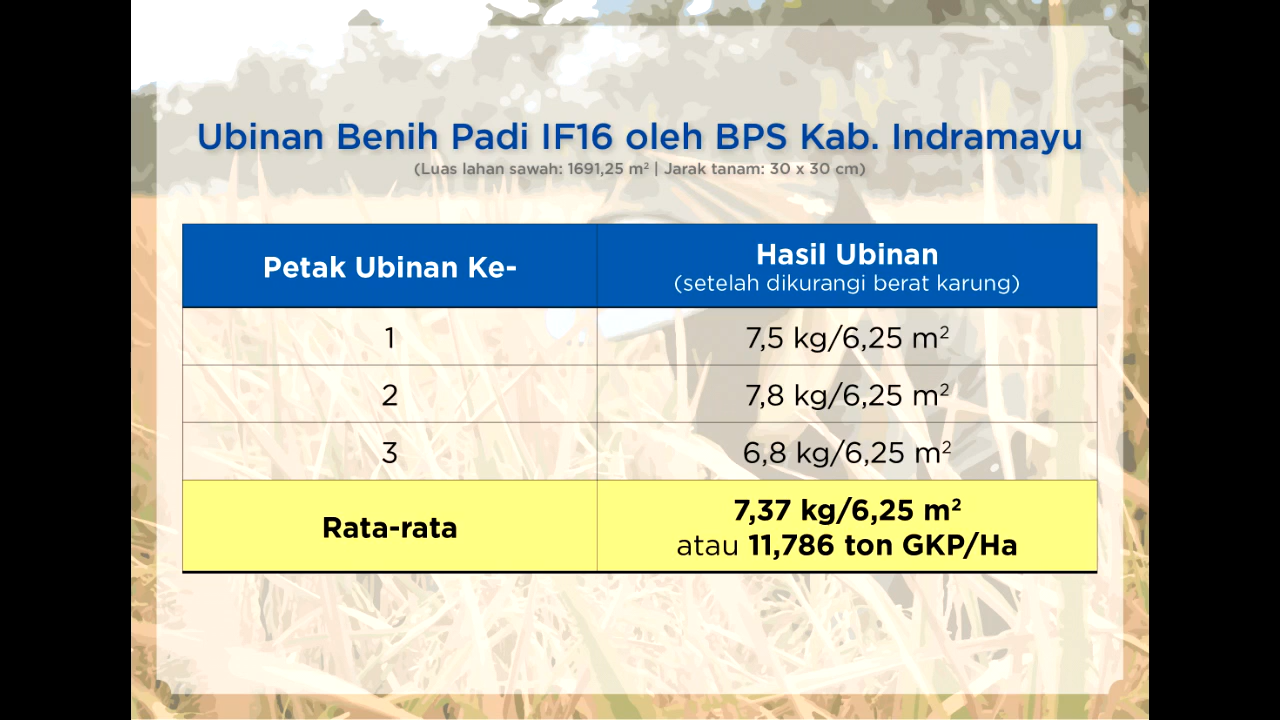 Ubinan Benih Padi IF16 oleh BPS Kab. Indramayu
(Luas lahan sawah: 1691,25 m² | Jarak tanam: 30 x 30 cm)
Petak Ubinan Ke-
Hasil Ubinan
(setelah dikurangi berat karung)
1
7,5 kg/6,25 m²
2
7,8 kg/6,25 m²
3
6,8 kg/6,25 m²
Rata-rata
7,37 kg/6,25 m²
atau 11,786 ton GKP/Ha